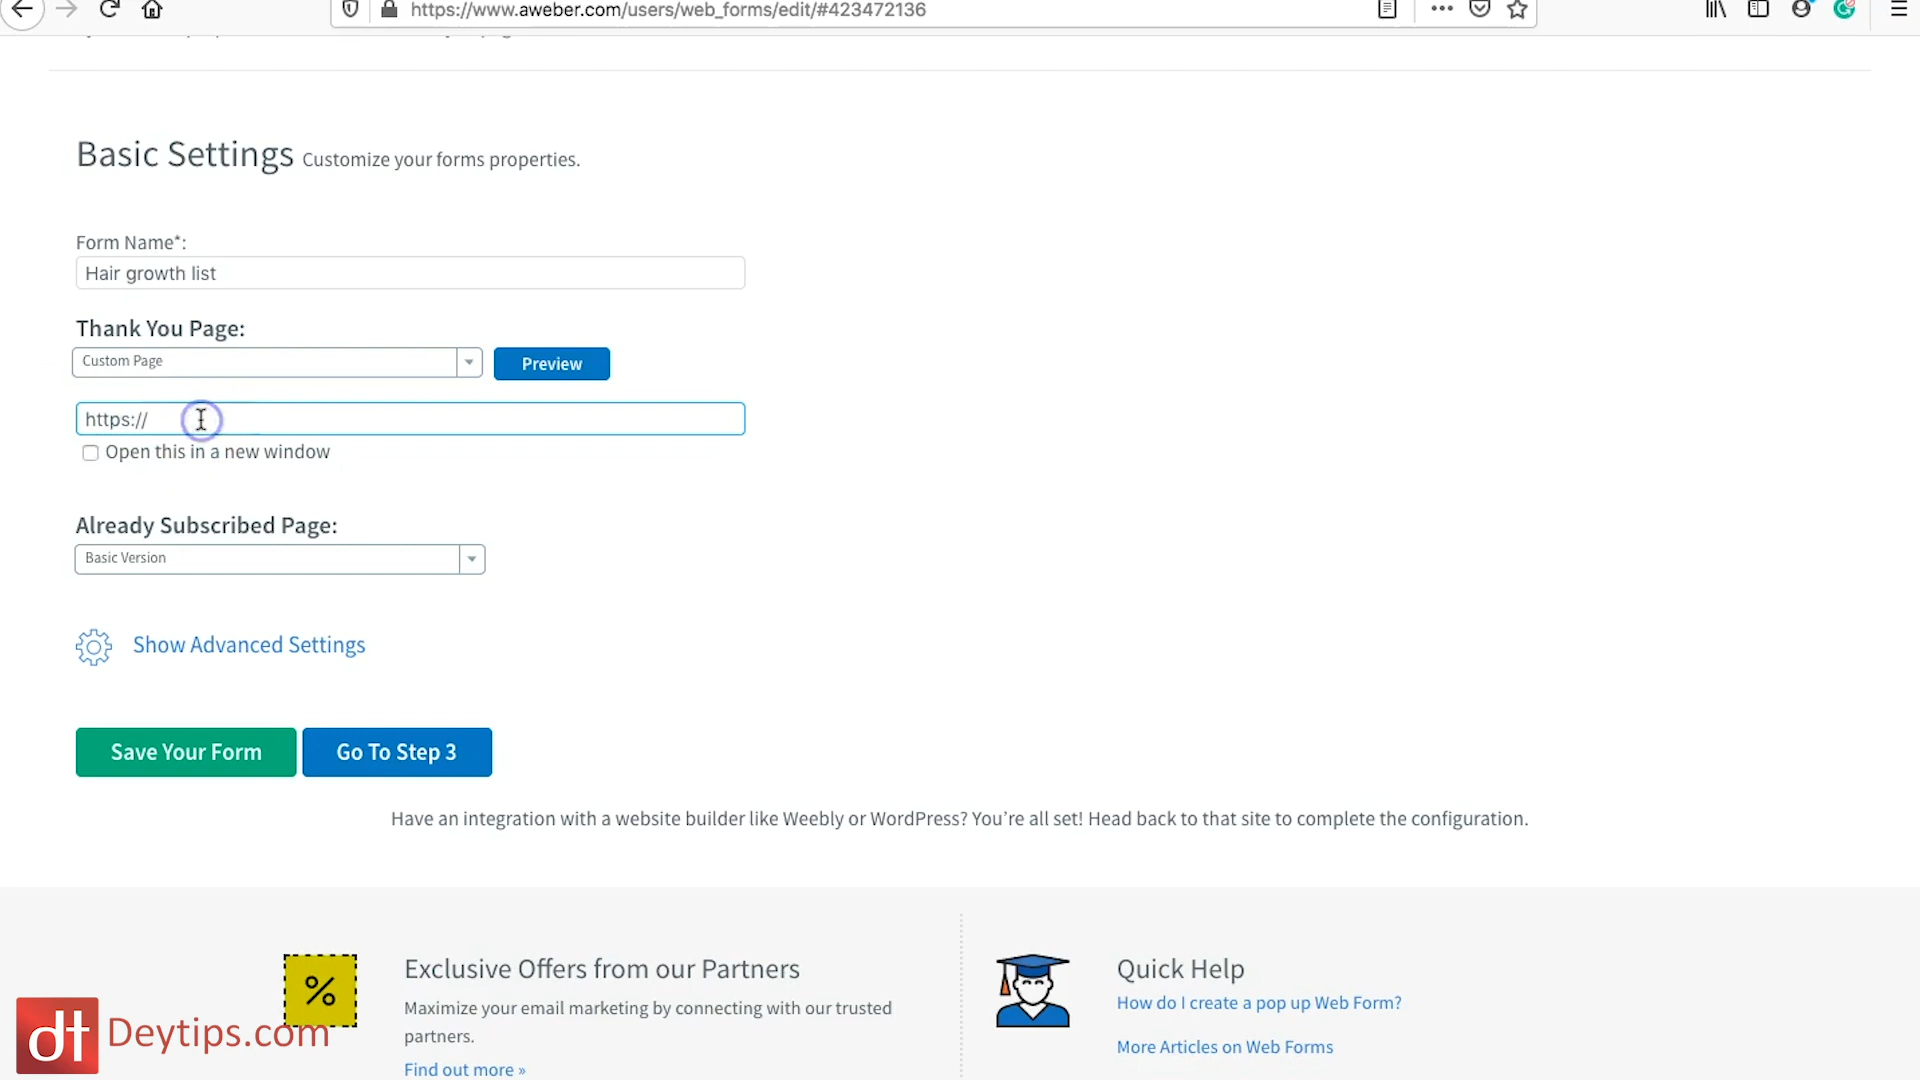 https://www.aweber.com/users/web_forms/edit/#423472136
Basic Settings Customize your forms properties.
Form Name*:
Hair growth list
Thank You Page:
Custom Page
Preview
https://
Open this in a new window
Already Subscribed Page:
Basic Version
Show Advanced Settings
Save Your Form
Go To Step 3
Have an integration with a website builder like Weebly or WordPress? You’re all set! Head back to that site to complete the configuration.
%
Exclusive Offers from our Partners
Maximize your email marketing by connecting with our trusted
partners.
Find out more »
Quick Help
How do I create a pop up Web Form?
More Articles on Web Forms
dt Deytips.com